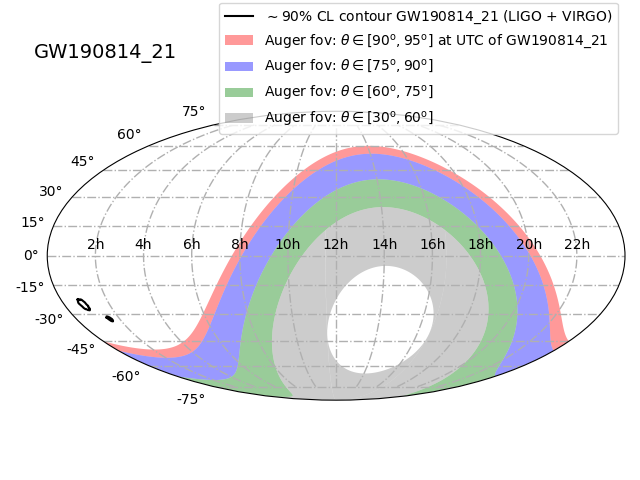 ~90% CL contour GW190814_21 (LIGO + VIRGO)
GW190814_21
Auger fov: θ ∈ [90°, 95°] at UTC of GW190814_21
Auger fov: θ ∈ [75°, 90°]
Auger fov: θ ∈ [60°, 75°]
Auger fov: θ ∈ [30°, 60°]
75°
60°
45°
30°
15°
2h 4h 6h 8h 10h 12h 14h 16h 18h 20h 22h
0°
-15°
-30°
-45°
-60°
-75°